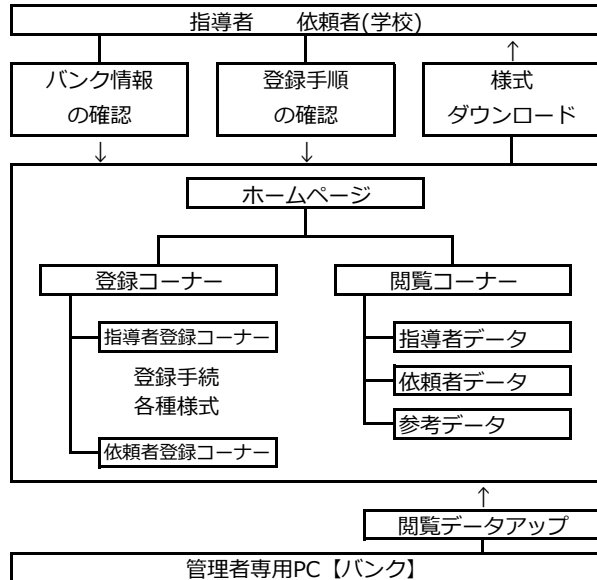 指導者　　依頼者(学校)
バンク情報
の確認
登録手順
の確認
↑
様式
ダウンロード
↓　↓
ホームページ
登録コーナー
閲覧コーナー
指導者登録コーナー
登録手続
各種様式
依頼者登録コーナー
指導者データ
依頼者データ
参考データ
↑
閲覧データアップ
管理者専用PC【バンク】